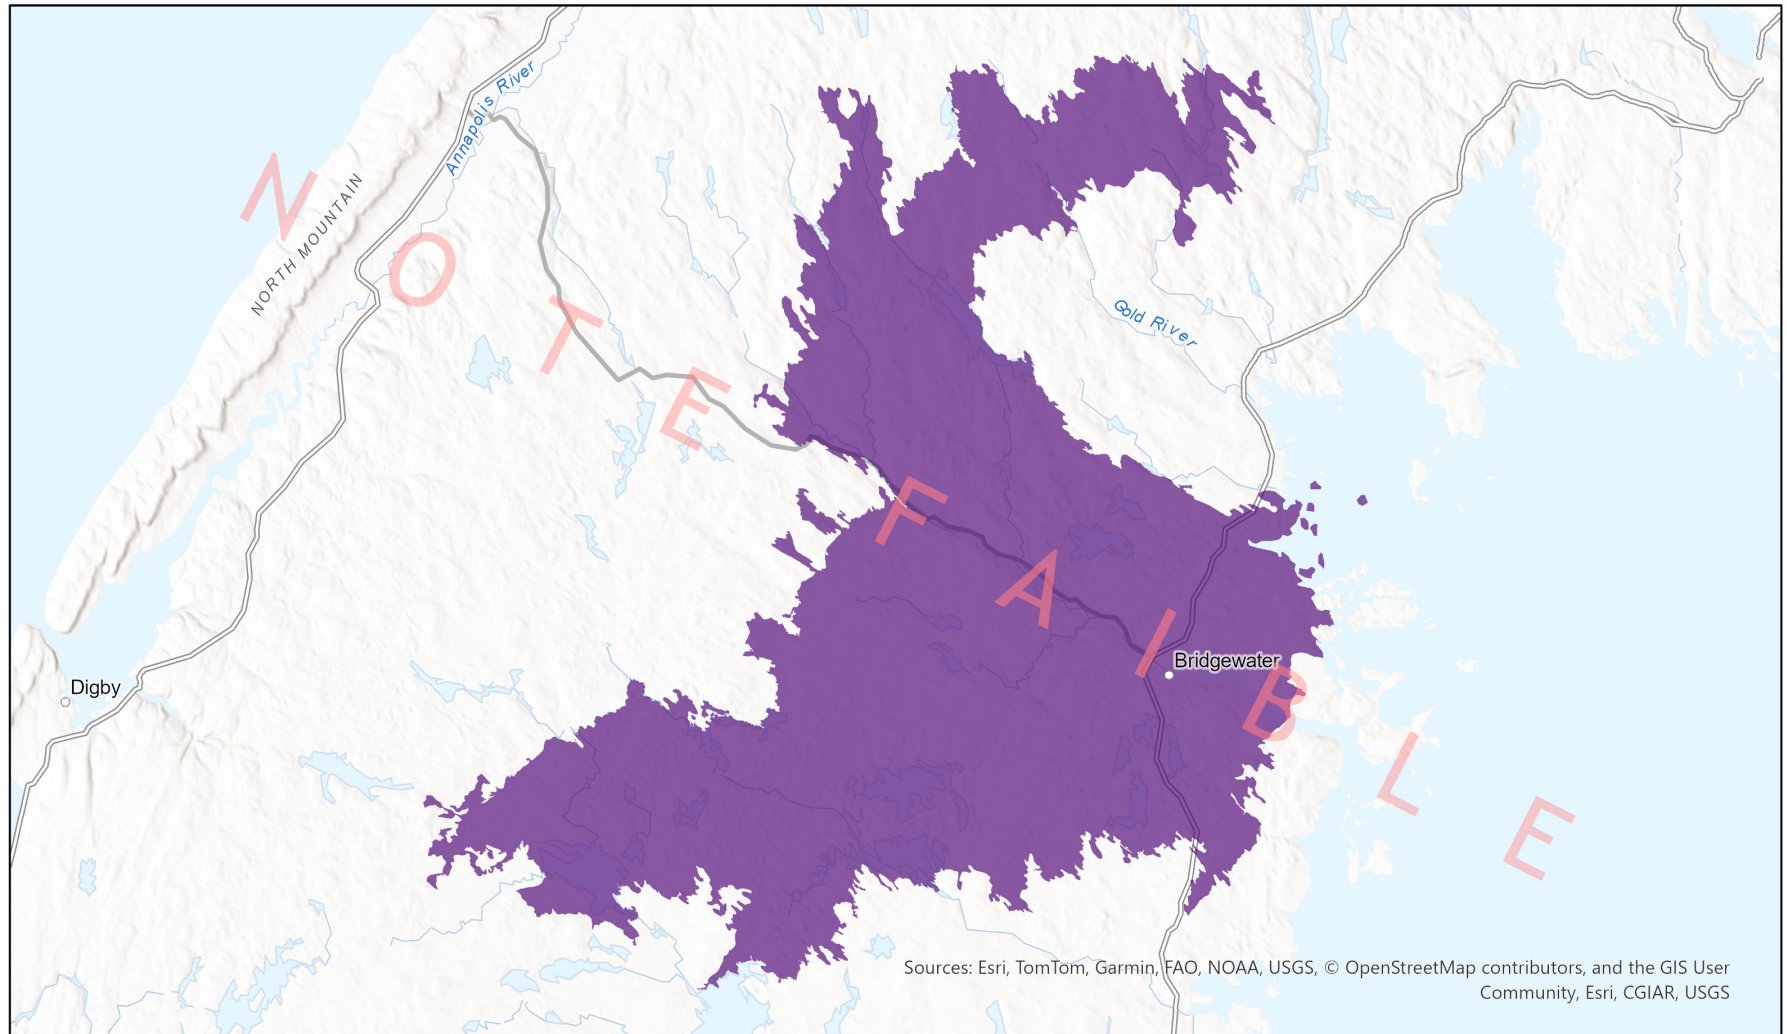 Annapolis River
NORTH MOUNTAIN
NOTE FAIBLE
Gold River
Bridgewater
Digby
Sources: Esri, TomTom, Garmin, FAO, NOAA, USGS, © OpenStreetMap contributors, and the GIS User
Community, Esri, CGIAR, USGS